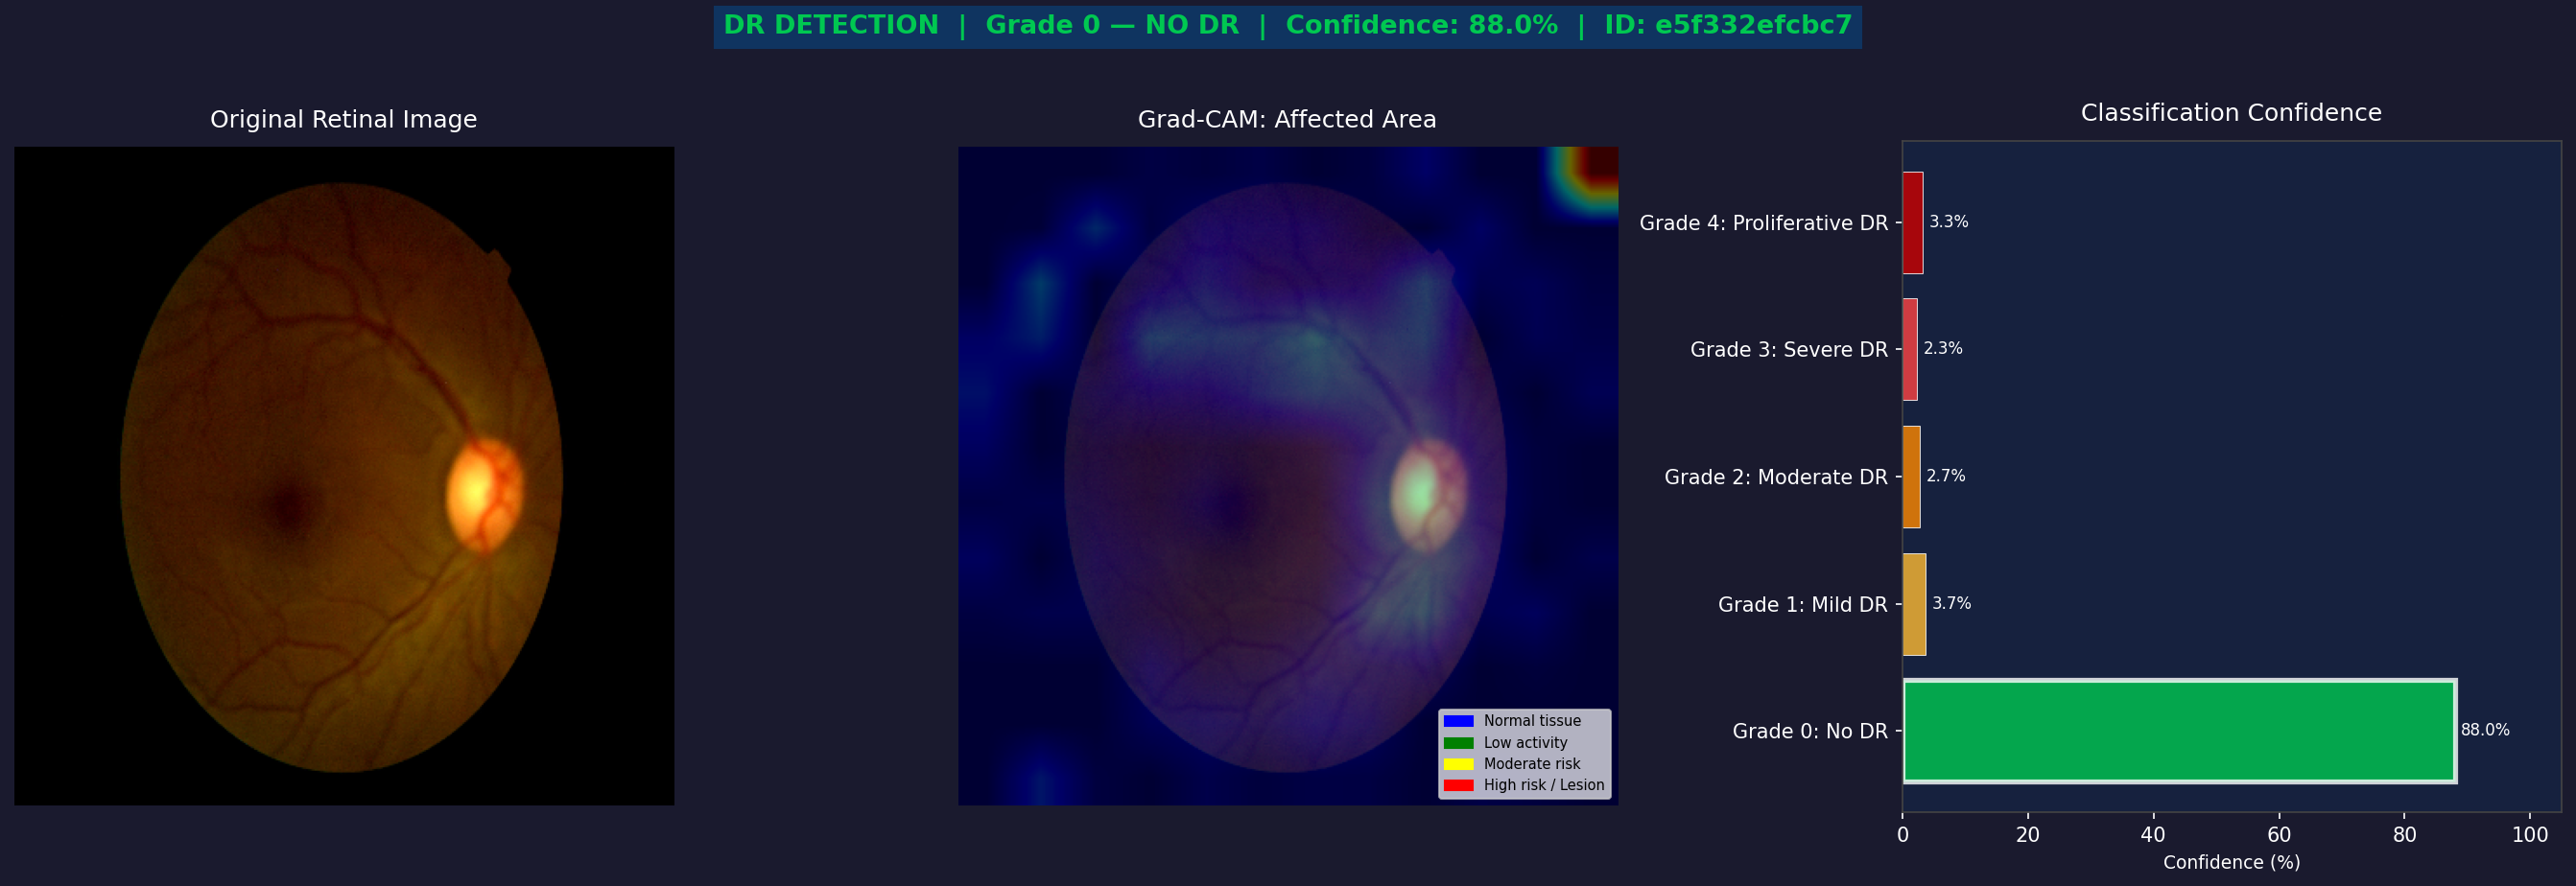 DR DETECTION | Grade 0 — NO DR | Confidence: 88.0% | ID: e5f332efcbc7
Original Retinal Image
Grad-CAM: Affected Area
Normal tissue
Low activity
Moderate risk
High risk / Lesion
Classification Confidence
Grade 4: Proliferative DR 3.3%
Grade 3: Severe DR 2.3%
Grade 2: Moderate DR 2.7%
Grade 1: Mild DR 3.7%
Grade 0: No DR 88.0%
0 20 40 60 80 100
Confidence (%)